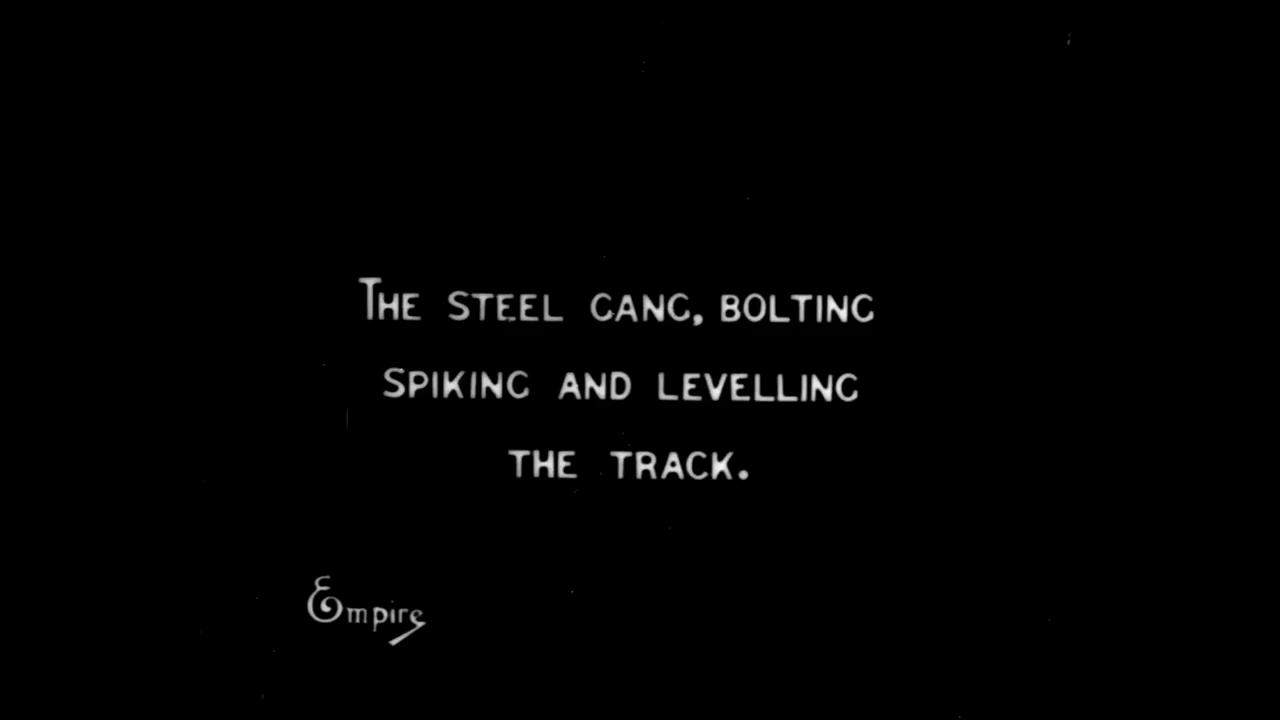 THE STEEL GANG, BOLTING
SPIKING AND LEVELLING
THE TRACK.
Empire